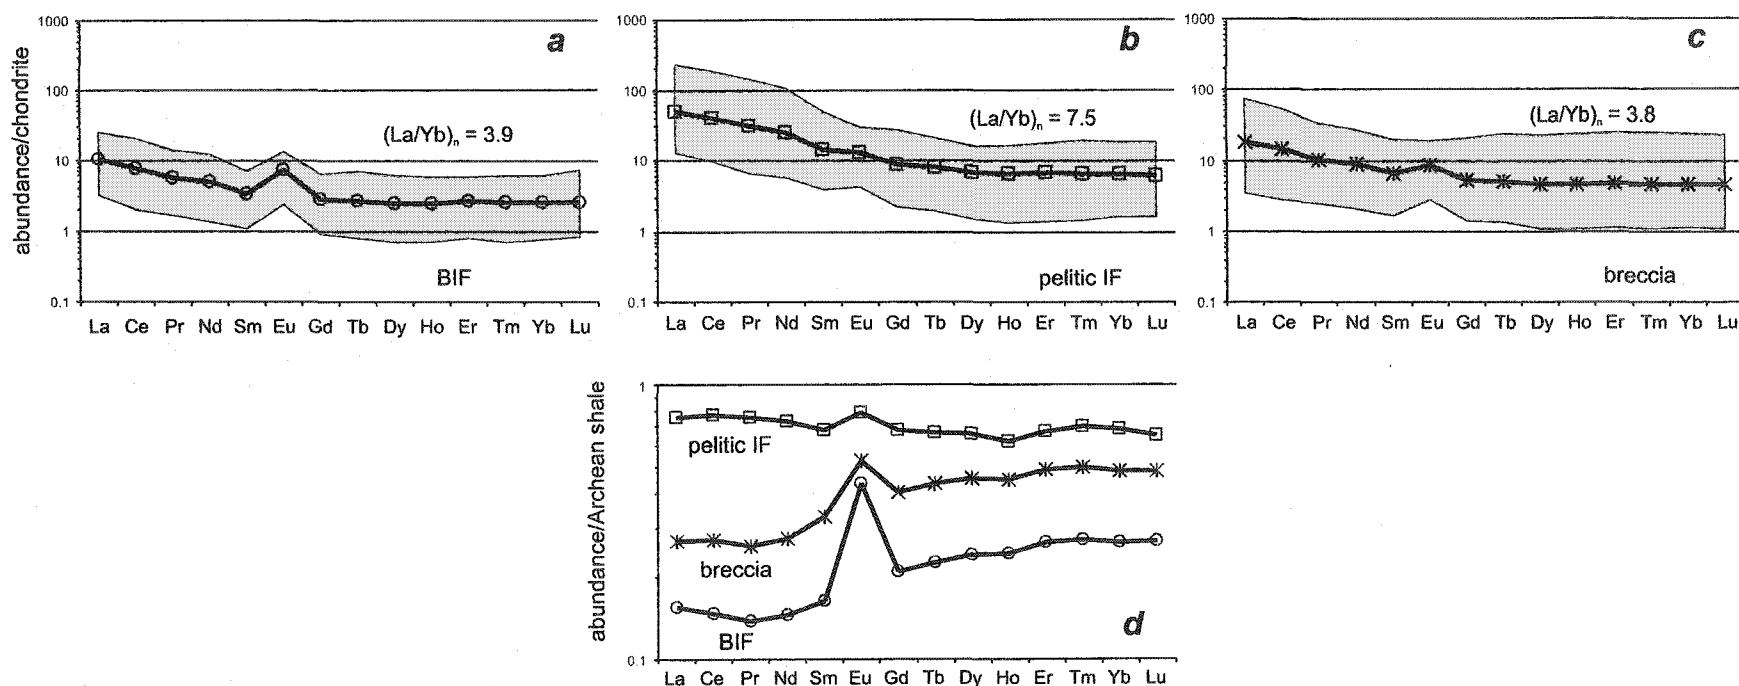 abundance/chondrite
1000
100
10
1
0.1
a
(La/Yb)n = 3.9
BIF
La Ce Pr Nd Sm Eu Gd Tb Dy Ho Er Tm Yb Lu
1000
100
10
1
0.1
b
(La/Yb)n = 7.5
pelitic IF
La Ce Pr Nd Sm Eu Gd Tb Dy Ho Er Tm Yb Lu
1000
100
10
1
0.1
c
(La/Yb)n = 3.8
breccia
La Ce Pr Nd Sm Eu Gd Tb Dy Ho Er Tm Yb Lu
abundance/Archean shale
1
0.1
pelitic IF
breccia
BIF
d
La Ce Pr Nd Sm Eu Gd Tb Dy Ho Er Tm Yb Lu